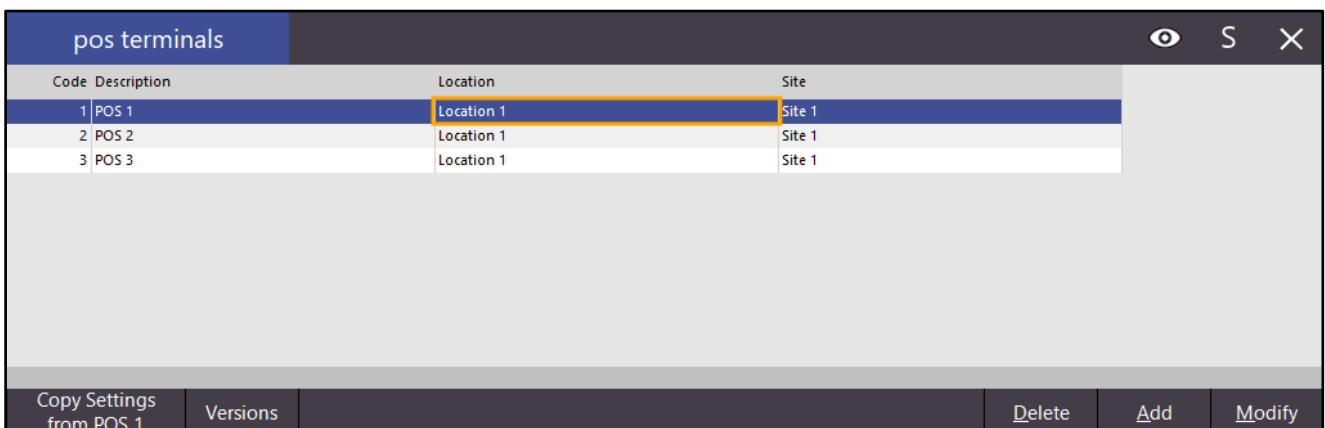 pos terminals S
Code Description Location Site
1 POS 1 Location 1 Site 1
2 POS 2 Location 1 Site 1
3 POS 3 Location 1 Site 1
Copy Settings
from POS 1 Versions Delete Add Modify